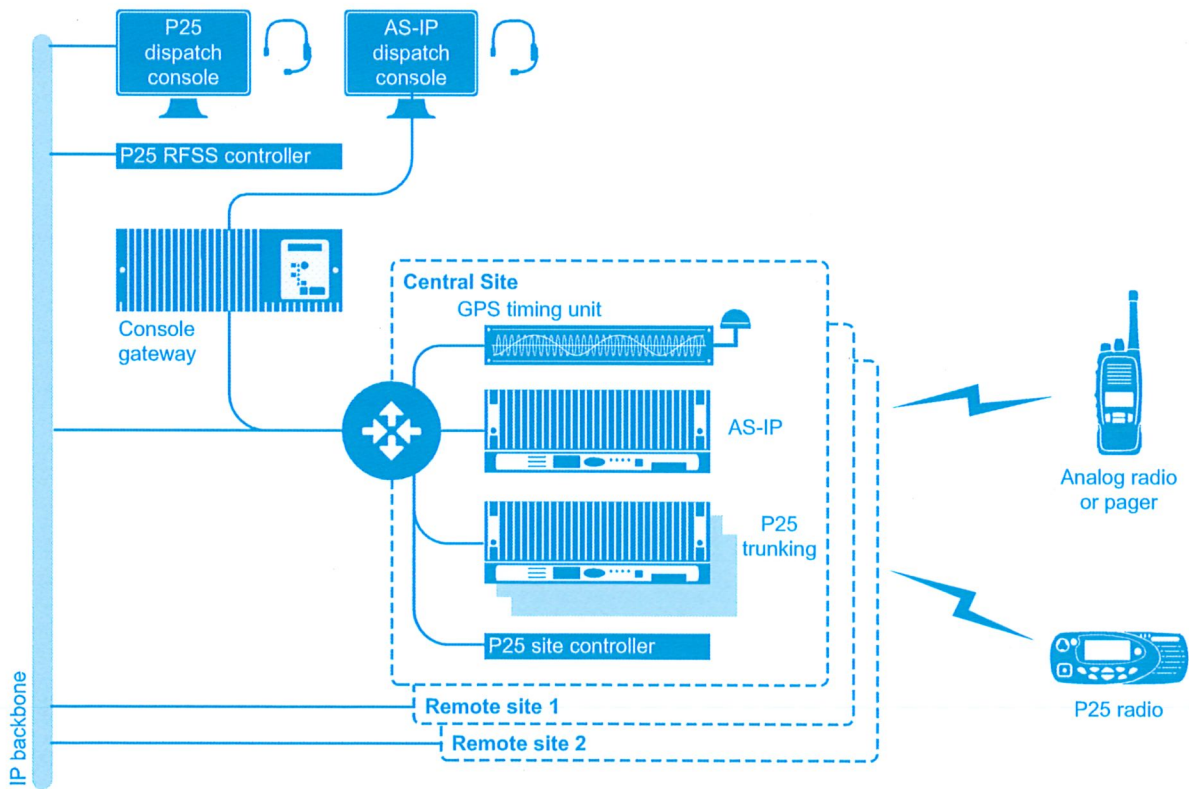 P25
dispatch
console
AS-IP
dispatch
console
P25 RFSS controller
Console
gateway
Central Site
GPS timing unit
AS-IP
P25
trunking
P25 site controller
Remote site 1
Remote site 2
IP backbone
Analog radio
or pager
P25 radio